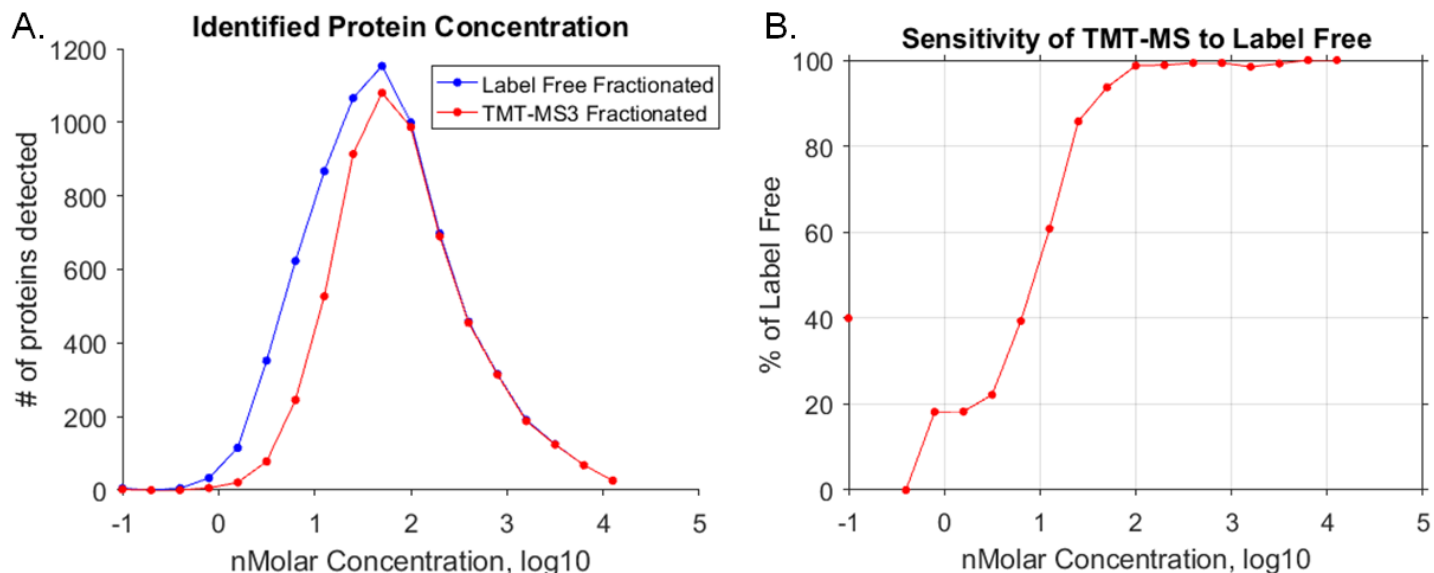 A.
Identified Protein Concentration
1200
1000
800
600
400
200
0
# of proteins detected
Label Free Fractionated
TMT-MS3 Fractionated
-1 0 1 2 3 4 5
nMolar Concentration, log10
B.
Sensitivity of TMT-MS to Label Free
100
80
60
40
20
0
% of Label Free
-1 0 1 2 3 4 5
nMolar Concentration, log10